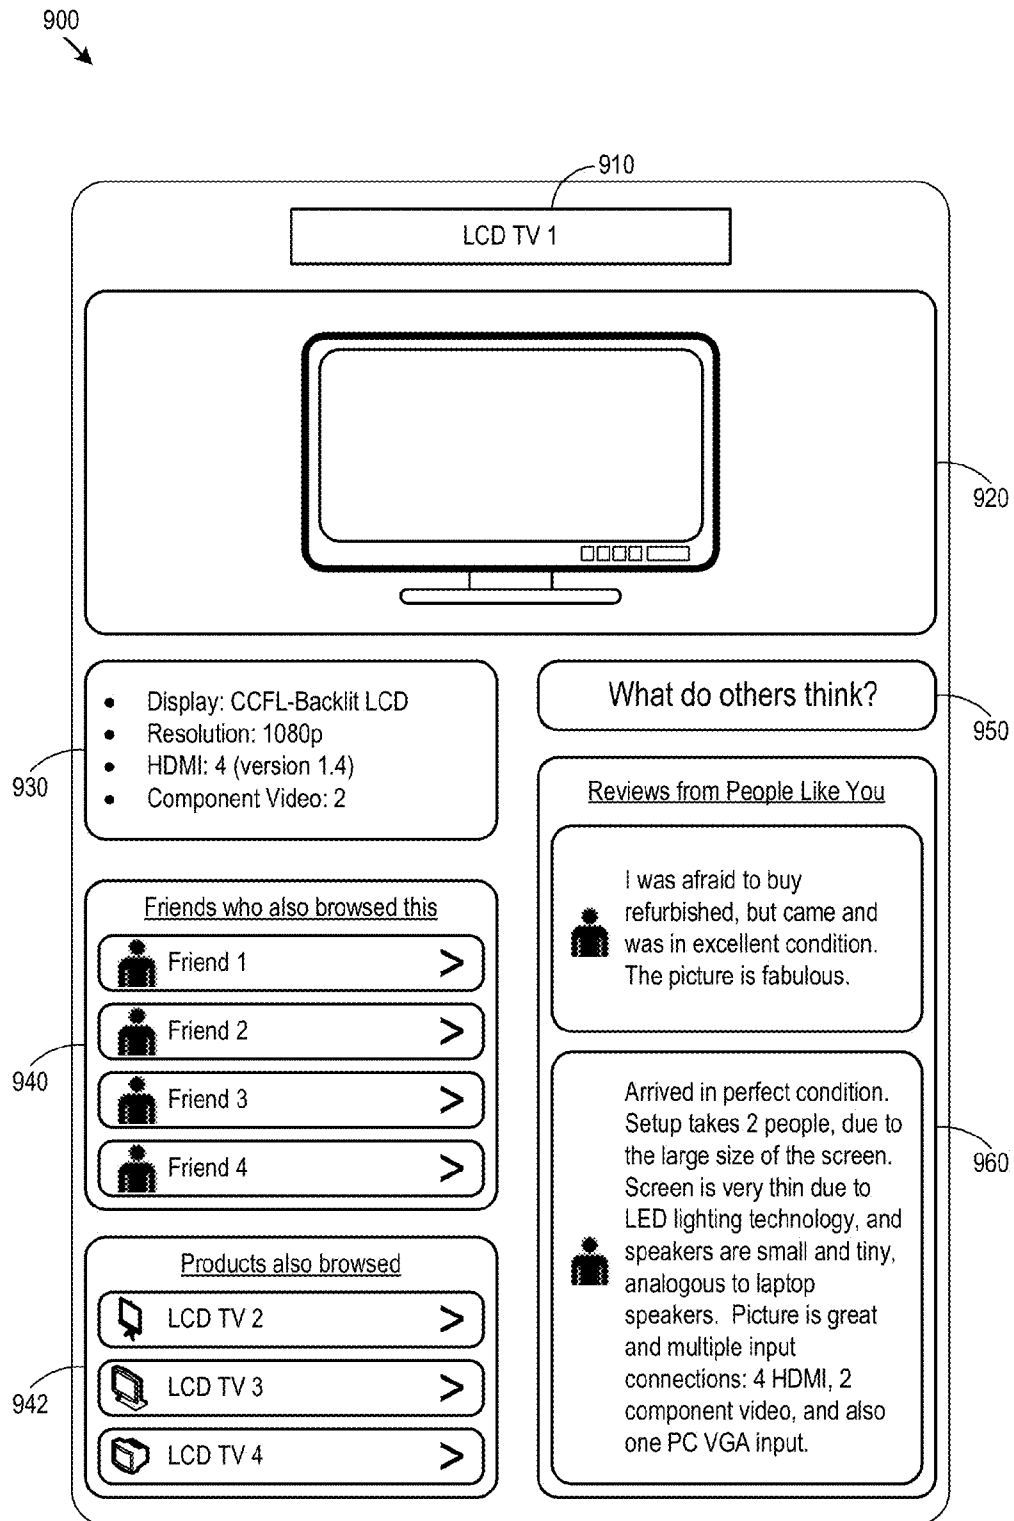 900
910
LCD TV 1
920
• Display: CCFL-Backlit LCD
• Resolution: 1080p
• HDMI: 4 (version 1.4)
• Component Video: 2
930
What do others think?
950
Friends who also browsed this
Friend 1 >
Friend 2 >
Friend 3 >
Friend 4 >
940
Products also browsed
LCD TV 2 >
LCD TV 3 >
LCD TV 4 >
942
Reviews from People Like You
I was afraid to buy
refurbished, but came and
was in excellent condition.
The picture is fabulous.
Arrived in perfect condition.
Setup takes 2 people, due to
the large size of the screen.
Screen is very thin due to
LED lighting technology, and
speakers are small and tiny,
analogous to laptop
speakers. Picture is great
and multiple input
connections: 4 HDMI, 2
component video, and also
one PC VGA input.
960